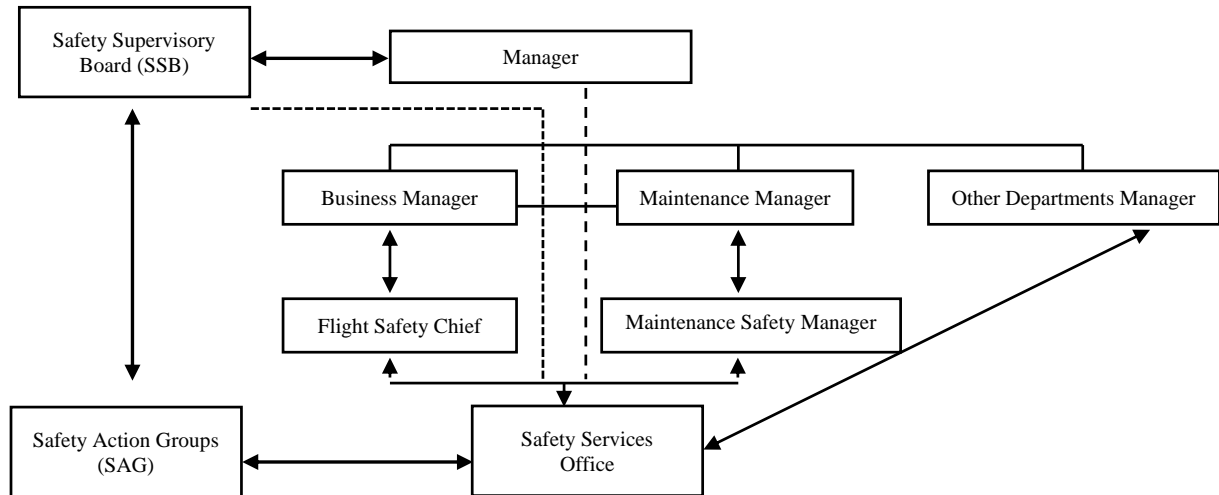 Safety Supervisory
Board (SSB)
Manager
Business Manager
Maintenance Manager
Other Departments Manager
Flight Safety Chief
Maintenance Safety Manager
Safety Action Groups
(SAG)
Safety Services
Office